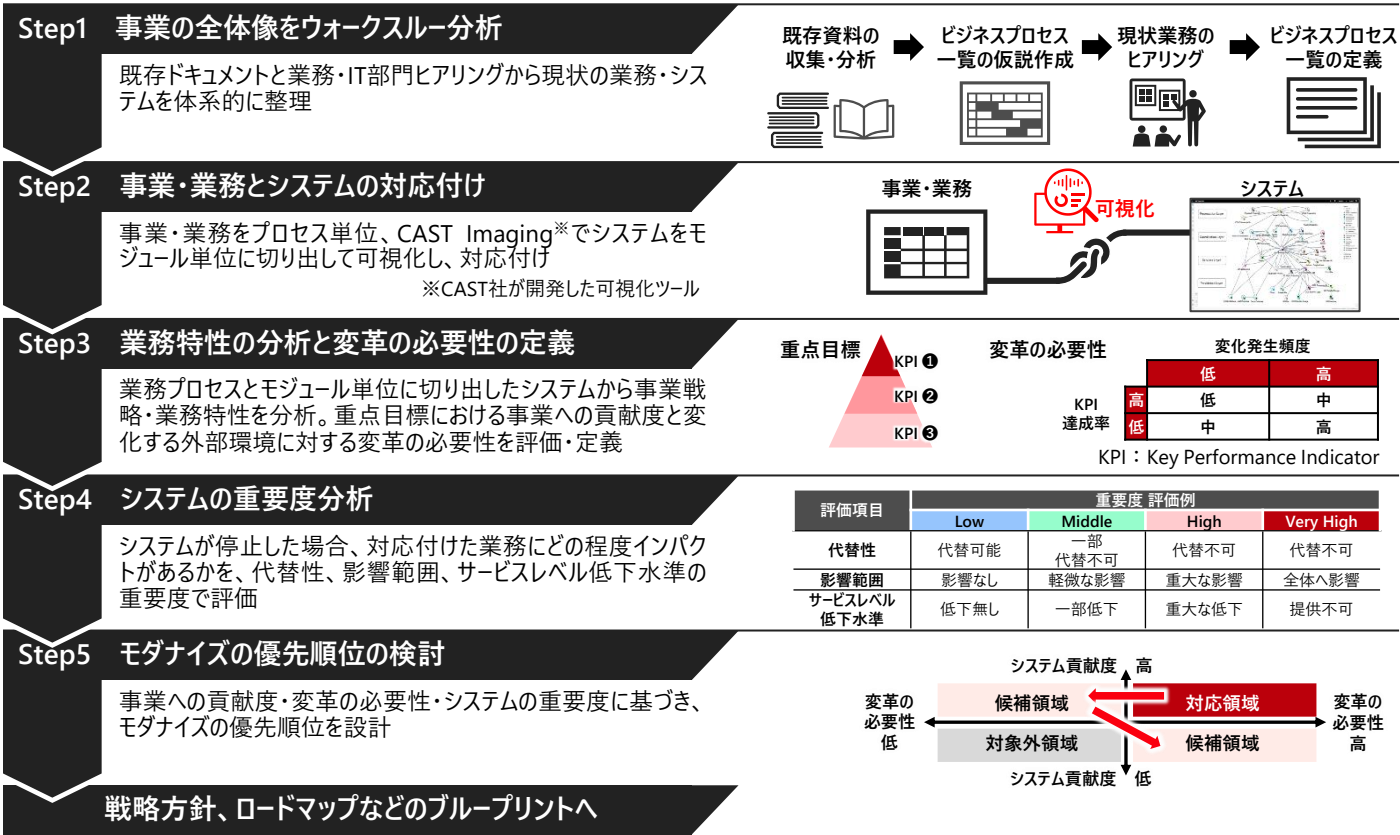 Step1 事業の全体像をウォークスルー分析
既存ドキュメントと業務・IT部門ヒアリングから現状の業務・シス
テムを体系的に整理
既存資料の
収集・分析
ビジネスプロセス
一覧の仮説作成
現状業務の
ヒアリング
ビジネスプロセス
一覧の定義
Step2 事業・業務とシステムの対応付け
事業・業務をプロセス単位、CAST Imaging※でシステムをモ
ジュール単位に切り出して可視化し、対応付け
※CAST社が開発した可視化ツール
事業・業務
可視化
システム
Step3 業務特性の分析と変革の必要性の定義
業務プロセスとモジュール単位に切り出したシステムから事業戦
略・業務特性を分析。重点目標における事業への貢献度と変
化する外部環境に対する変革の必要性を評価・定義
重点目標
KPI ❶
KPI ❷
KPI ❸
変革の必要性
変化発生頻度
低 高
KPI
達成率
高 低 中
低 中 高
KPI：Key Performance Indicator
Step4 システムの重要度分析
システムが停止した場合、対応付けた業務にどの程度インパク
トがあるかを、代替性、影響範囲、サービスレベル低下水準の
重要度で評価
評価項目 重要度 評価例
Low Middle High Very High
代替性 代替可能 一部
代替不可 代替不可 代替不可
影響範囲 影響なし 軽微な影響 重大な影響 全体へ影響
サービスレベル
低下水準 低下無し 一部低下 重大な低下 提供不可
Step5 モダナイズの優先順位の検討
事業への貢献度・変革の必要性・システムの重要度に基づき、
モダナイズの優先順位を設計
システム貢献度 高
変革の
必要性
低
候補領域 対応領域
対象外領域 候補領域
変革の
必要性
高
システム貢献度 低
戦略方針、ロードマップなどのブループリントへ